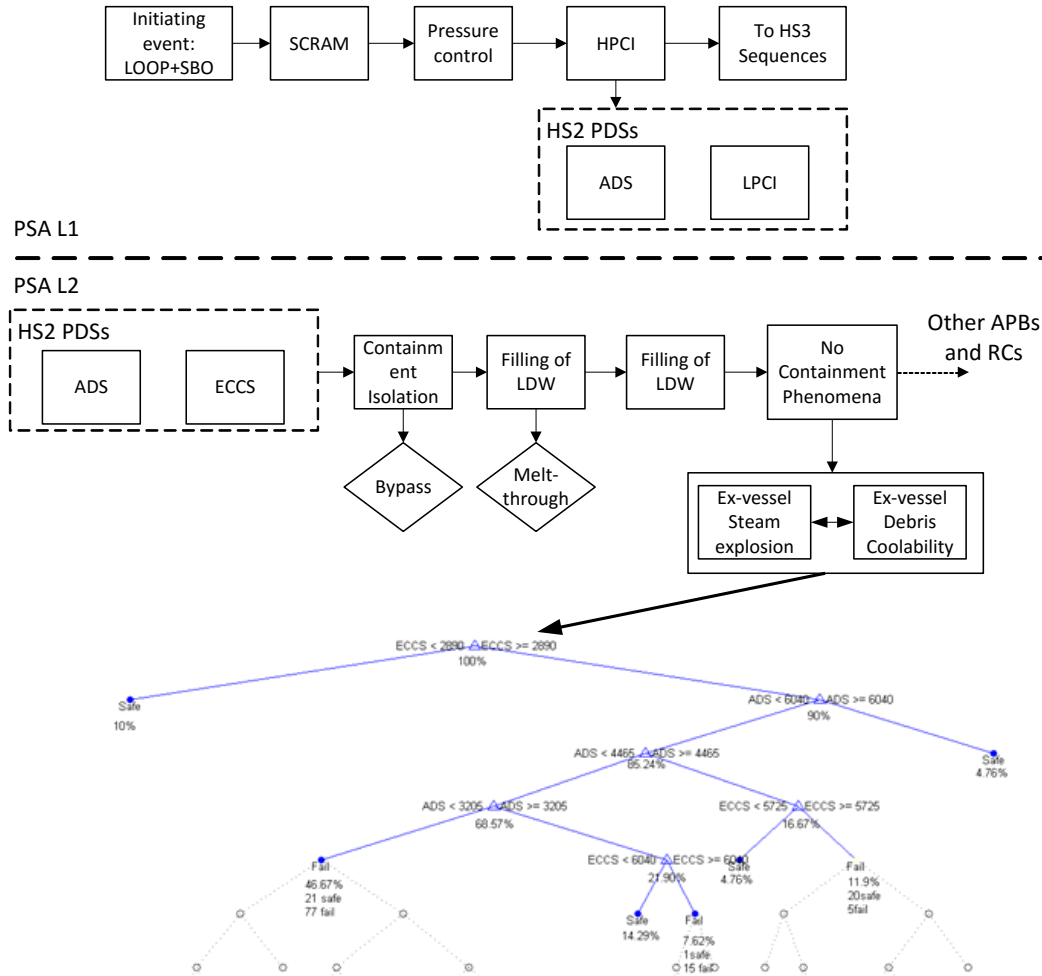 Initiating
event:
LOOP+SBO
SCRAM
Pressure
control
HPCI
To HS3
Sequences
HS2 PDSs
ADS
LPCI
PSA L1
PSA L2
HS2 PDSs
ADS
ECCS
Containm
ent
Isolation
Filling of
LDW
Filling of
LDW
No
Containment
Phenomena
Other APBs
and RCs
Bypass
Melt-
through
Ex-vessel
Steam
explosion
Ex-vessel
Debris
Coolability
ECCS < 2890 ECCS >= 2890
100%
Safe
10%
ADS < 6040 ADS >= 6040
90%
ADS < 4465 ADS >= 4465
85.24%
Safe
4.76%
ADS < 3205 ADS >= 3205
68.57%
ECCS < 5725 ECCS >= 5725
16.67%
Fail
46.67%
21 safe
77 fail
ECCS < 6040 ECCS >= 6040
21.90%
Safe
4.76%
Fail
11.9%
20safe
5fail
Safe
14.29%
Fail
7.62%
1safe
15 fail